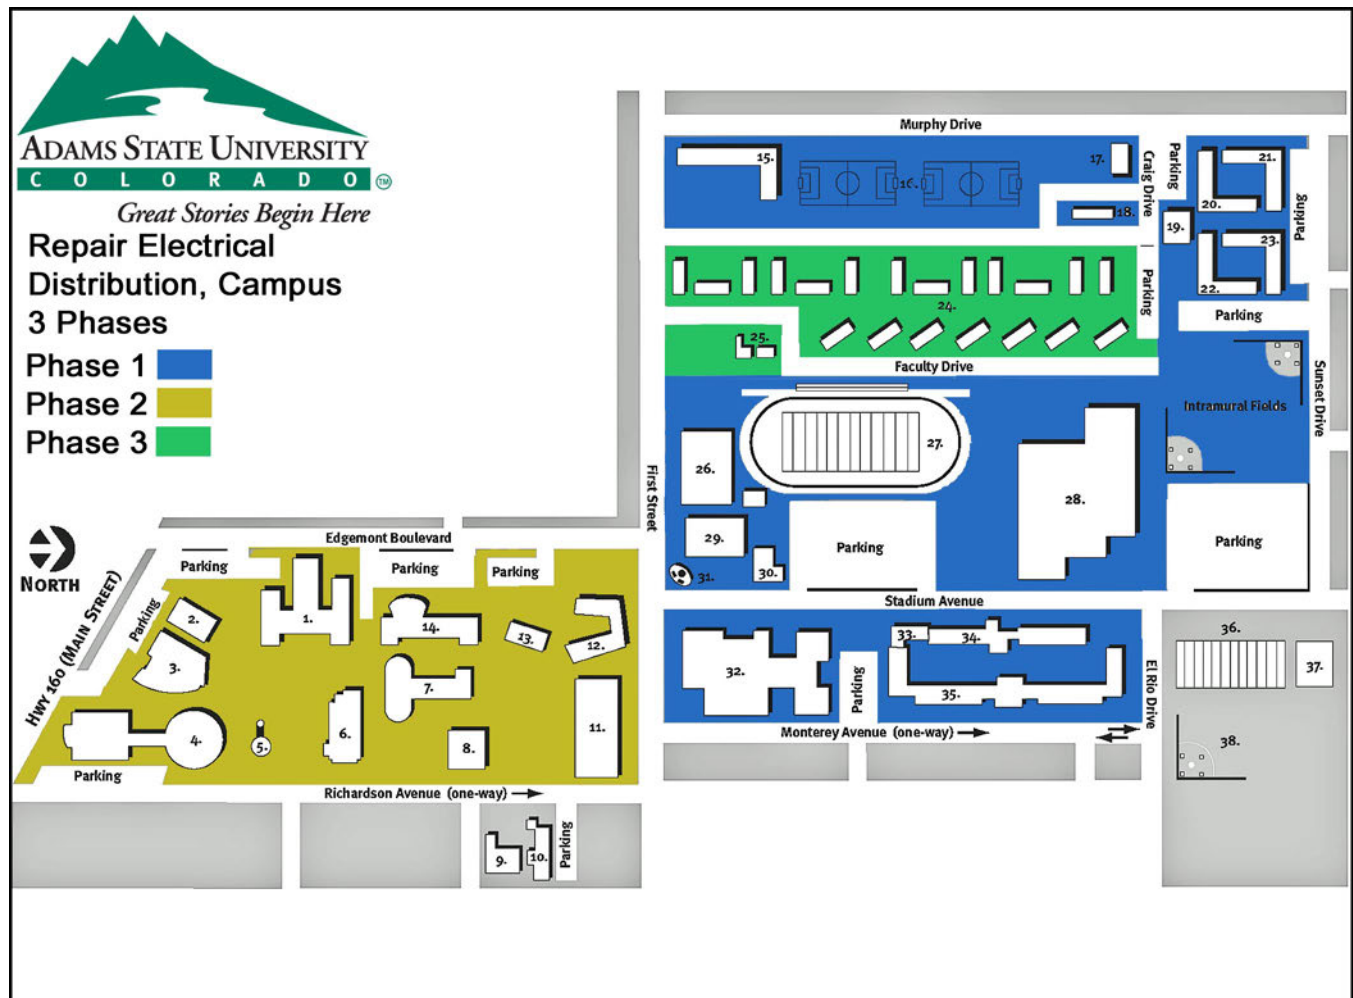 ADAMS STATE UNIVERSITY
COLORADO TM
Great Stories Begin Here
Repair Electrical
Distribution, Campus
3 Phases
Phase 1
Phase 2
Phase 3
NORTH
Murphy Drive
15.
16.
17.
Craig Drive
Parking
18.
19.
20.
21.
22.
23.
Parking
Parking
24.
Parking
25.
Faculty Drive
Sunset Drive
Intramural Fields
26.
27.
28.
First Street
29.
30.
31.
Parking
Parking
Stadium Avenue
Edgemont Boulevard
Parking
Parking
Parking
Parking
HWY 160 (MAIN STREET)
1.
2.
3.
14.
13.
12.
7.
6.
5.
4.
8.
11.
Parking
Richardson Avenue (one-way)
9.
10.
Parking
32.
33.
34.
35.
Parking
Monterey Avenue (one-way)
El Rio Drive
36.
37.
38.